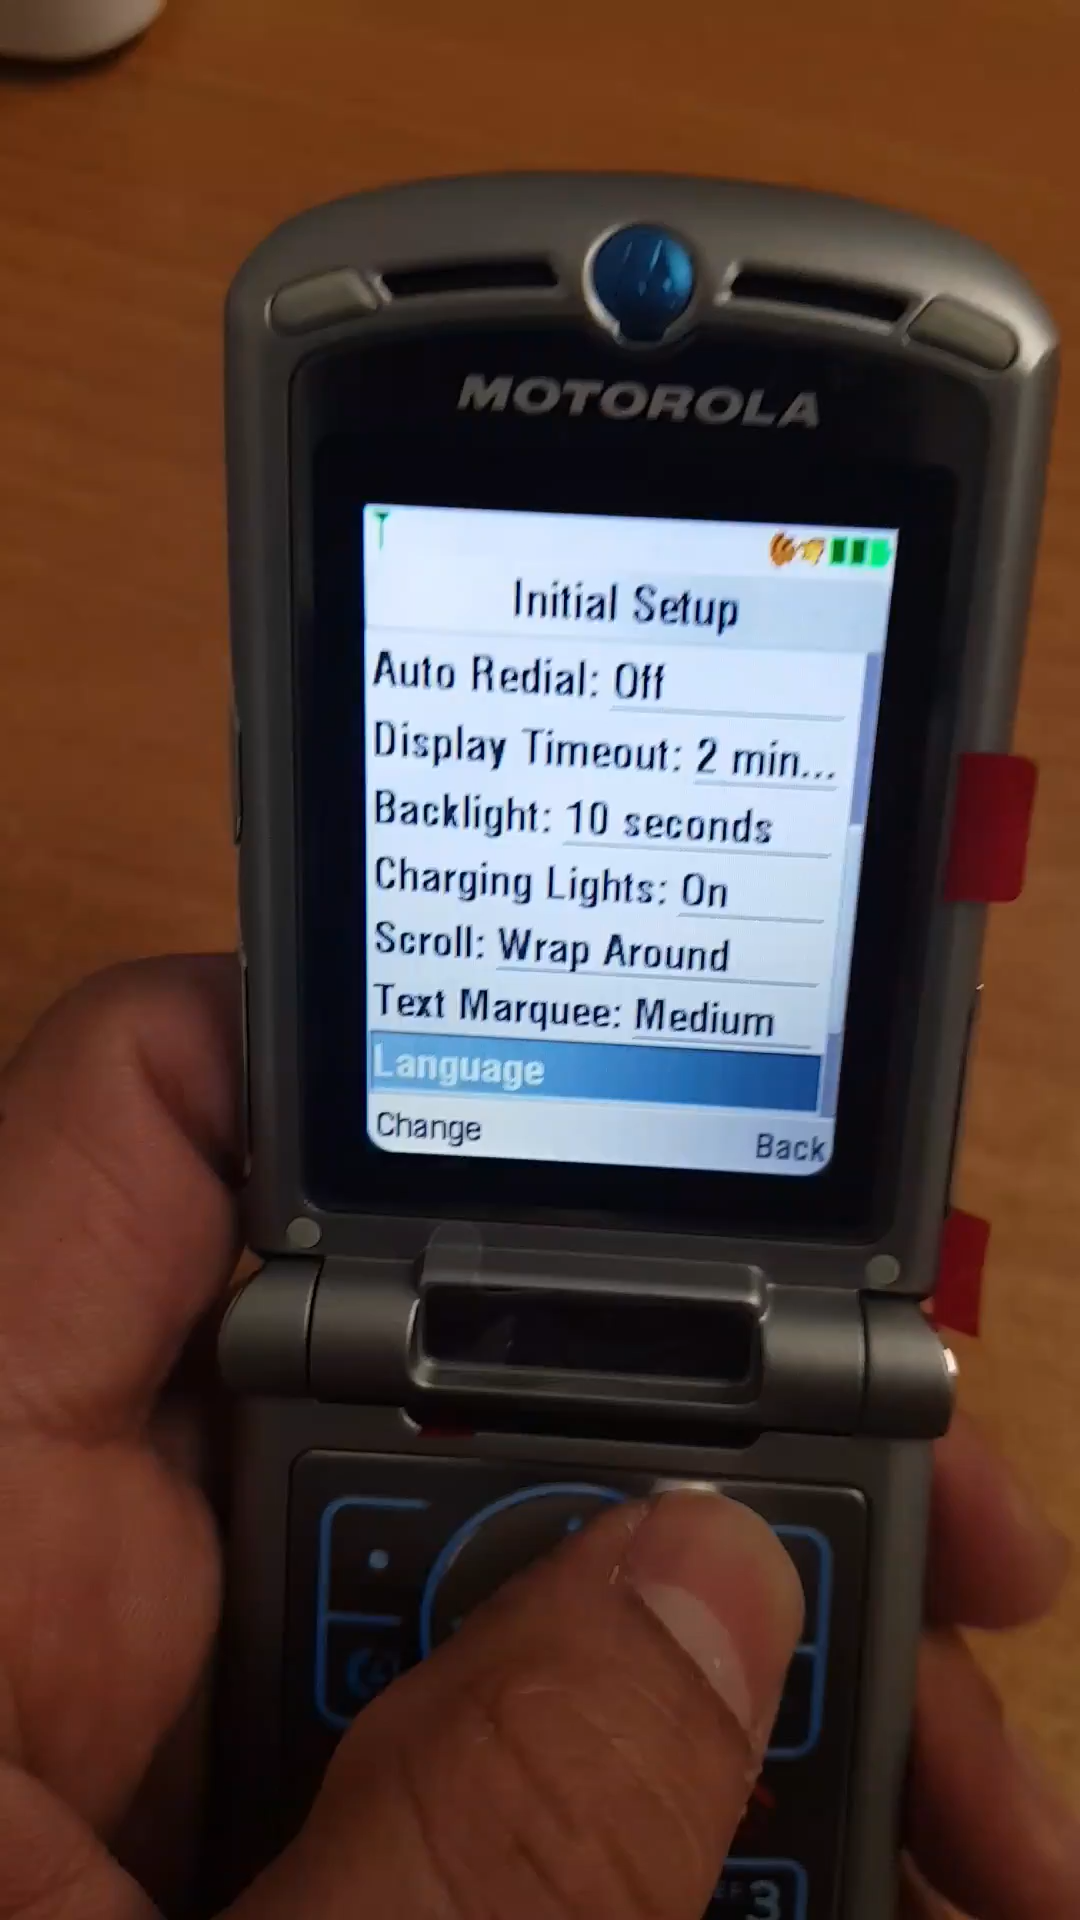 MOTOROLA
Initial Setup
Auto Redial: Off
Display Timeout: 2 min...
Backlight: 10 seconds
Charging Lights: On
Scroll: Wrap Around
Text Marquee: Medium
Language
Change
Back
3